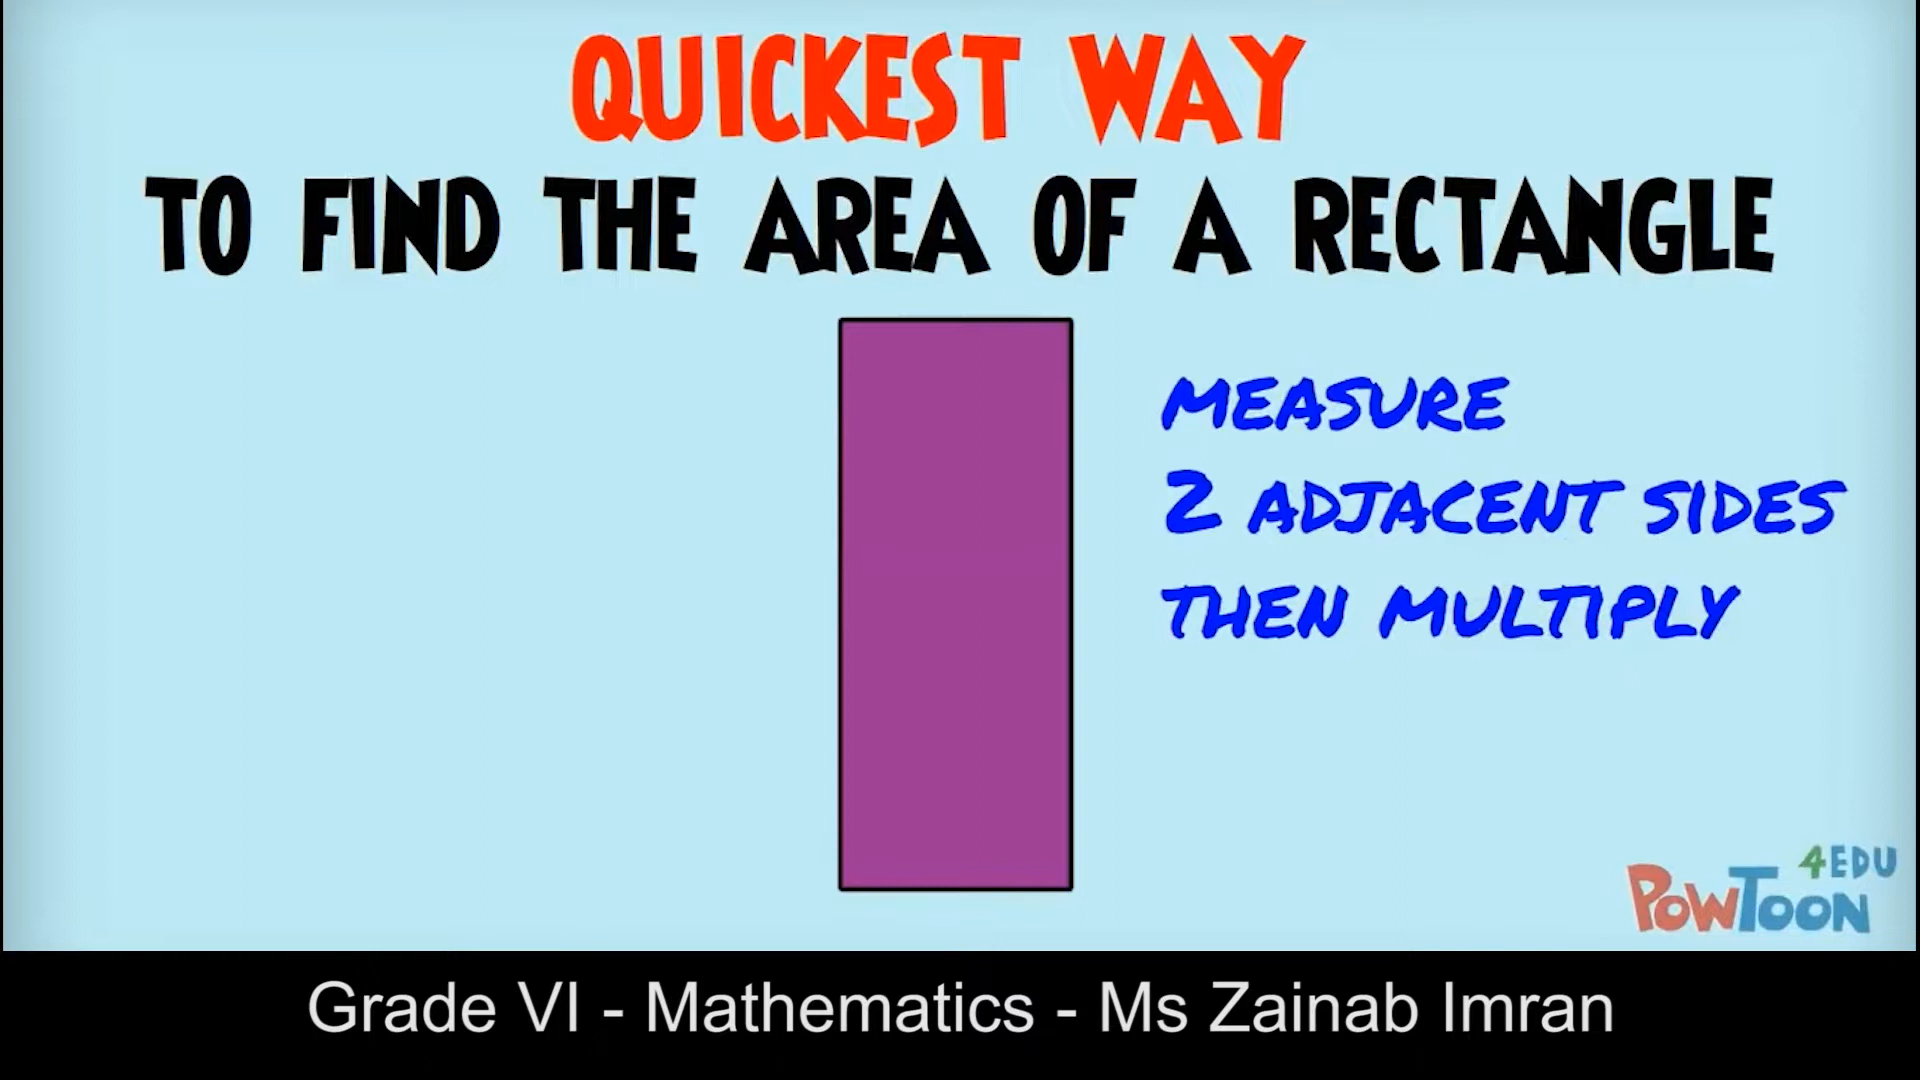 QUICKEST WAY
TO FIND THE AREA OF A RECTANGLE
MEASURE
2 ADJACENT SIDES
THEN MULTIPLY
4EDU
POWTOON
Grade VI - Mathematics - Ms Zainab Imran